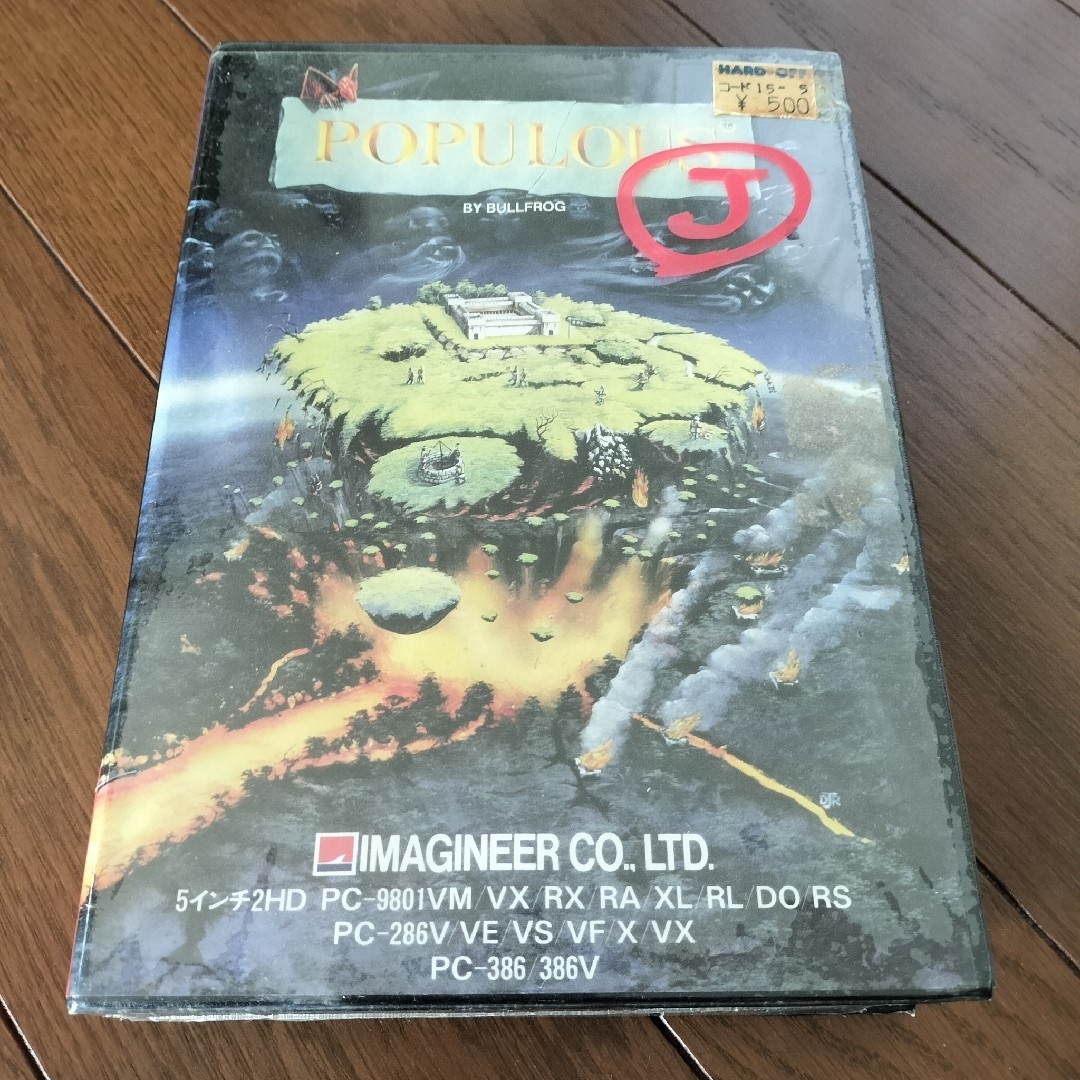 HARD OFF
コード 15- 5
¥ 500
POPULOUS
J
BY BULLFROG
DJR
IMAGINEER CO., LTD.
5インチ2HD PC-9801VM/VX/RX/RA/XL/RL/DO/RS
PC-286V/VE/VS/VF/X/VX
PC-386/386V